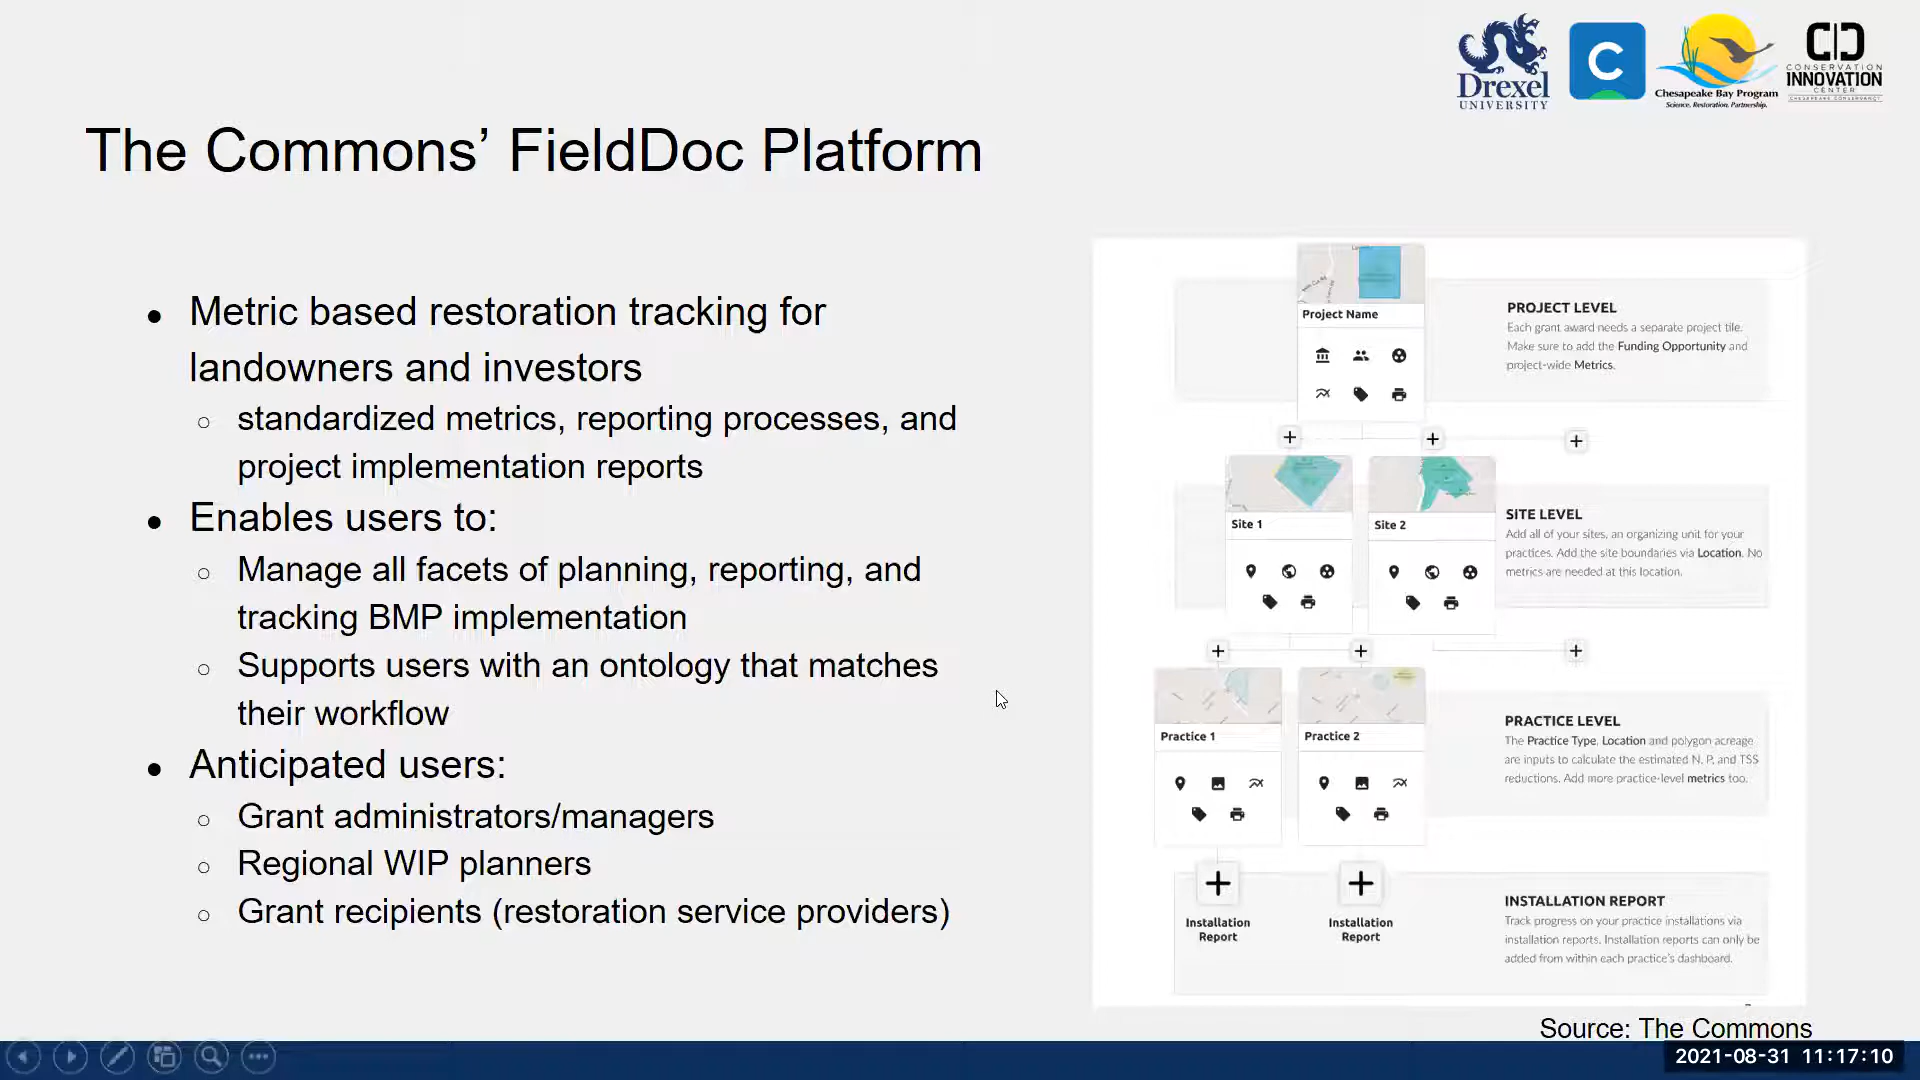 Drexel
UNIVERSITY
C
Chesapeake Bay Program
Science. Restoration. Partnership.
CONSERVATION
INNOVATION
CENTER
CHESAPEAKE CONSERVANCY
The Commons’ FieldDoc Platform
● Metric based restoration tracking for
landowners and investors
○ standardized metrics, reporting processes, and
project implementation reports
● Enables users to:
○ Manage all facets of planning, reporting, and
tracking BMP implementation
○ Supports users with an ontology that matches
their workflow
● Anticipated users:
○ Grant administrators/managers
○ Regional WIP planners
○ Grant recipients (restoration service providers)
Project Name
PROJECT LEVEL
Each grant award needs a separate project tile.
Make sure to add the Funding Opportunity and
project-wide Metrics.
Site 1
Site 2
SITE LEVEL
Add all of your sites, an organizing unit for your
practices. Add the site boundaries via Location. No
metrics are needed at this location.
Practice 1
Practice 2
PRACTICE LEVEL
The Practice Type, Location and polygon acreage
are inputs to calculate the estimated N, P, and TSS
reductions. Add more practice-level metrics too.
Installation
Report
Installation
Report
INSTALLATION REPORT
Track progress on your practice installations via
installation reports. Installation reports can only be
added from within each practice's dashboard.
Source: The Commons
2021-08-31 11:17:10